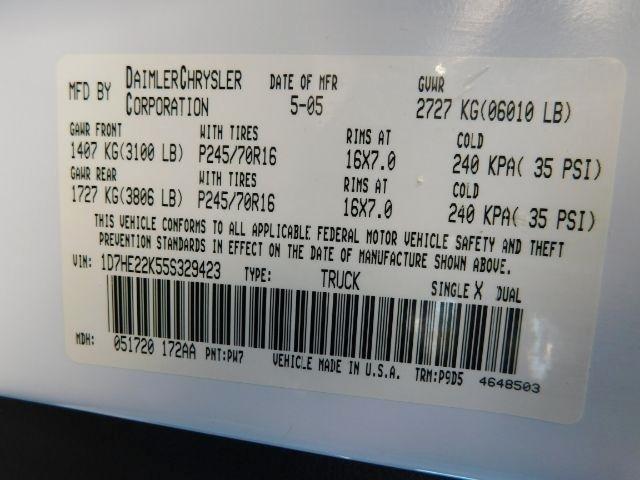 MFD BY DAIMLERCHRYSLER CORPORATION DATE OF MFR 5-05 GVWR 2727 KG(06010 LB)
GAWR FRONT WITH TIRES RIMS AT COLD
1407 KG(3100 LB) P245/70R16 16X7.0 240 KPA( 35 PSI)
GAWR REAR WITH TIRES RIMS AT COLD
1727 KG(3806 LB) P245/70R16 16X7.0 240 KPA( 35 PSI)
THIS VEHICLE CONFORMS TO ALL APPLICABLE FEDERAL MOTOR VEHICLE SAFETY AND THEFT
PREVENTION STANDARDS IN EFFECT ON THE DATE OF MANUFACTURE SHOWN ABOVE.
VIN: 1D7HE22K55S329423 TYPE: TRUCK SINGLE X DUAL
MDH: 051720 172AA PNT:PW7 VEHICLE MADE IN U.S.A. TRM:P9D5 4648503